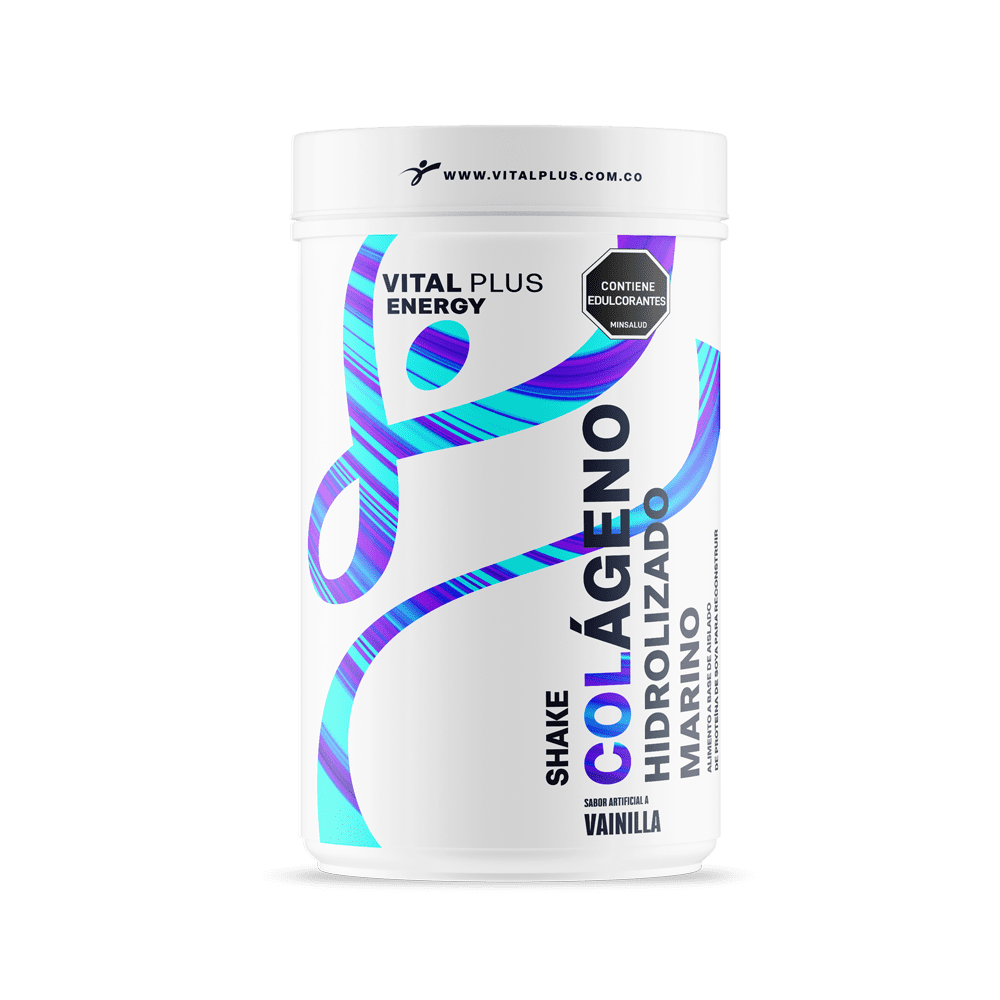 WWW.VITALPLUS.COM.CO
VITAL PLUS
ENERGY
CONTIENE
EDULCORANTES
MINSALUD
SHAKE
COLÁGENO
HIDROLIZADO
MARINO
ALIMENTO A BASE DE AISLADO
DE PROTEÍNA DE SOYA PARA RECONSTRUIR
SABOR ARTIFICIAL A
VAINILLA